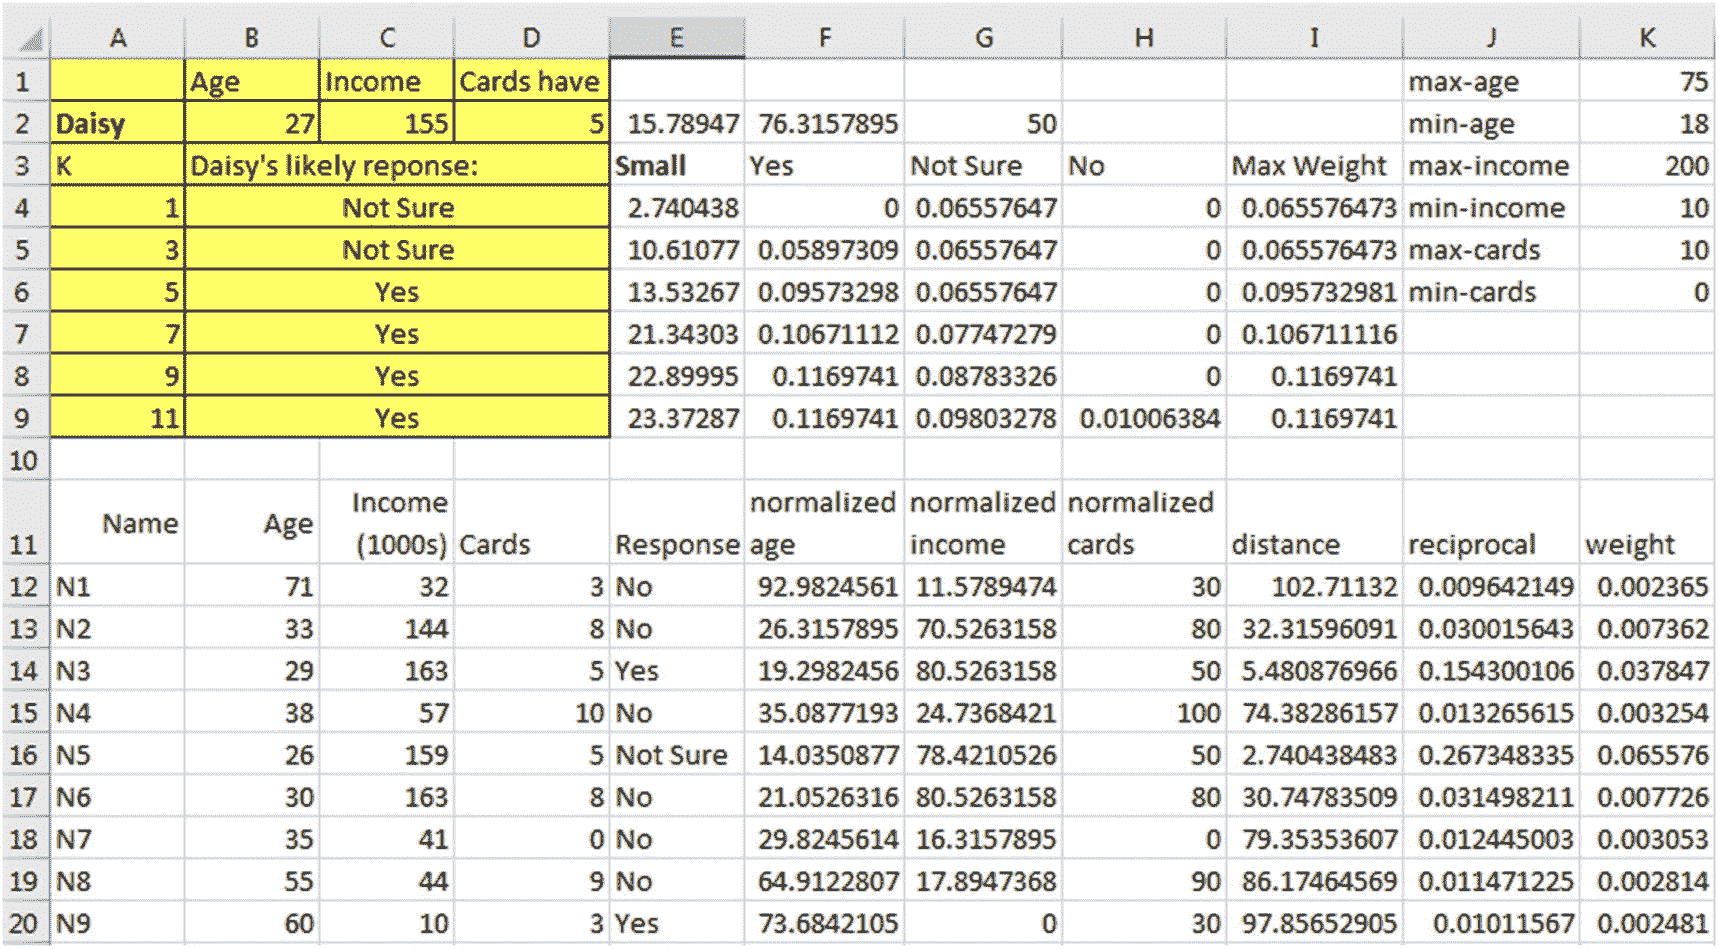 A B C D E F G H I J K
1 Age Income Cards have max-age 75
2 Daisy 27 155 5 15.78947 76.3157895 50 min-age 18
3 K Daisy's likely reponse: Small Yes Not Sure No Max Weight max-income 200
4 1 Not Sure 2.740438 0 0.06557647 0 0.065576473 min-income 10
5 3 Not Sure 10.61077 0.05897309 0.06557647 0 0.065576473 max-cards 10
6 5 Yes 13.53267 0.09573298 0.06557647 0 0.095732981 min-cards 0
7 7 Yes 21.34303 0.10671112 0.07747279 0 0.106711116
8 9 Yes 22.89995 0.1169741 0.08783326 0 0.1169741
9 11 Yes 23.37287 0.1169741 0.09803278 0.01006384 0.1169741
10
11 Name Age Income (1000s) Cards Response normalized age normalized income normalized cards distance reciprocal weight
12 N1 71 32 3 No 92.9824561 11.5789474 30 102.71132 0.009642149 0.002365
13 N2 33 144 8 No 26.3157895 70.5263158 80 32.31596091 0.030015643 0.007362
14 N3 29 163 5 Yes 19.2982456 80.5263158 50 5.480876966 0.154300106 0.037847
15 N4 38 57 10 No 35.0877193 24.7368421 100 74.38286157 0.013265615 0.003254
16 N5 26 159 5 Not Sure 14.0350877 78.4210526 50 2.740438483 0.267348335 0.065576
17 N6 30 163 8 No 21.0526316 80.5263158 80 30.74783509 0.031498211 0.007726
18 N7 35 41 0 No 29.8245614 16.3157895 0 79.35353607 0.012445003 0.003053
19 N8 55 44 9 No 64.9122807 17.8947368 90 86.17464569 0.011471225 0.002814
20 N9 60 10 3 Yes 73.6842105 0 30 97.85652905 0.01011567 0.002481